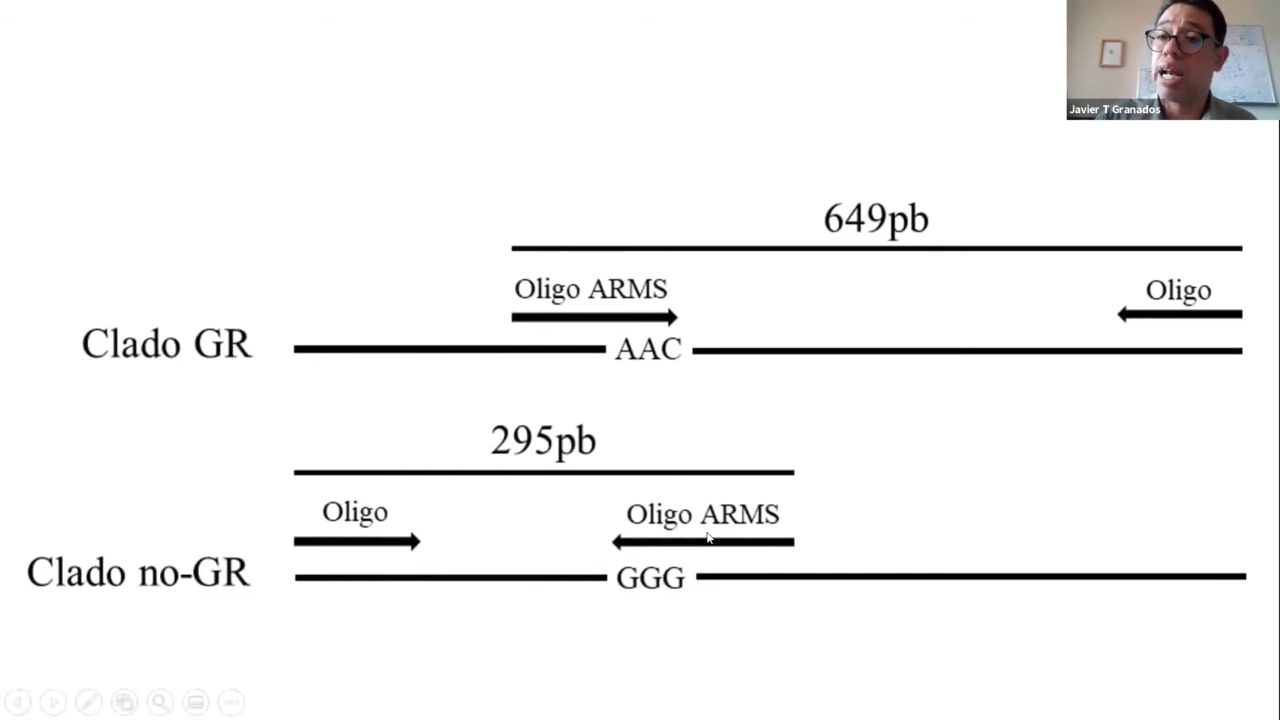 Javier T Granados
649pb
Oligo ARMS
Oligo
Clado GR
AAC
295pb
Oligo
Oligo ARMS
Clado no-GR
GGG